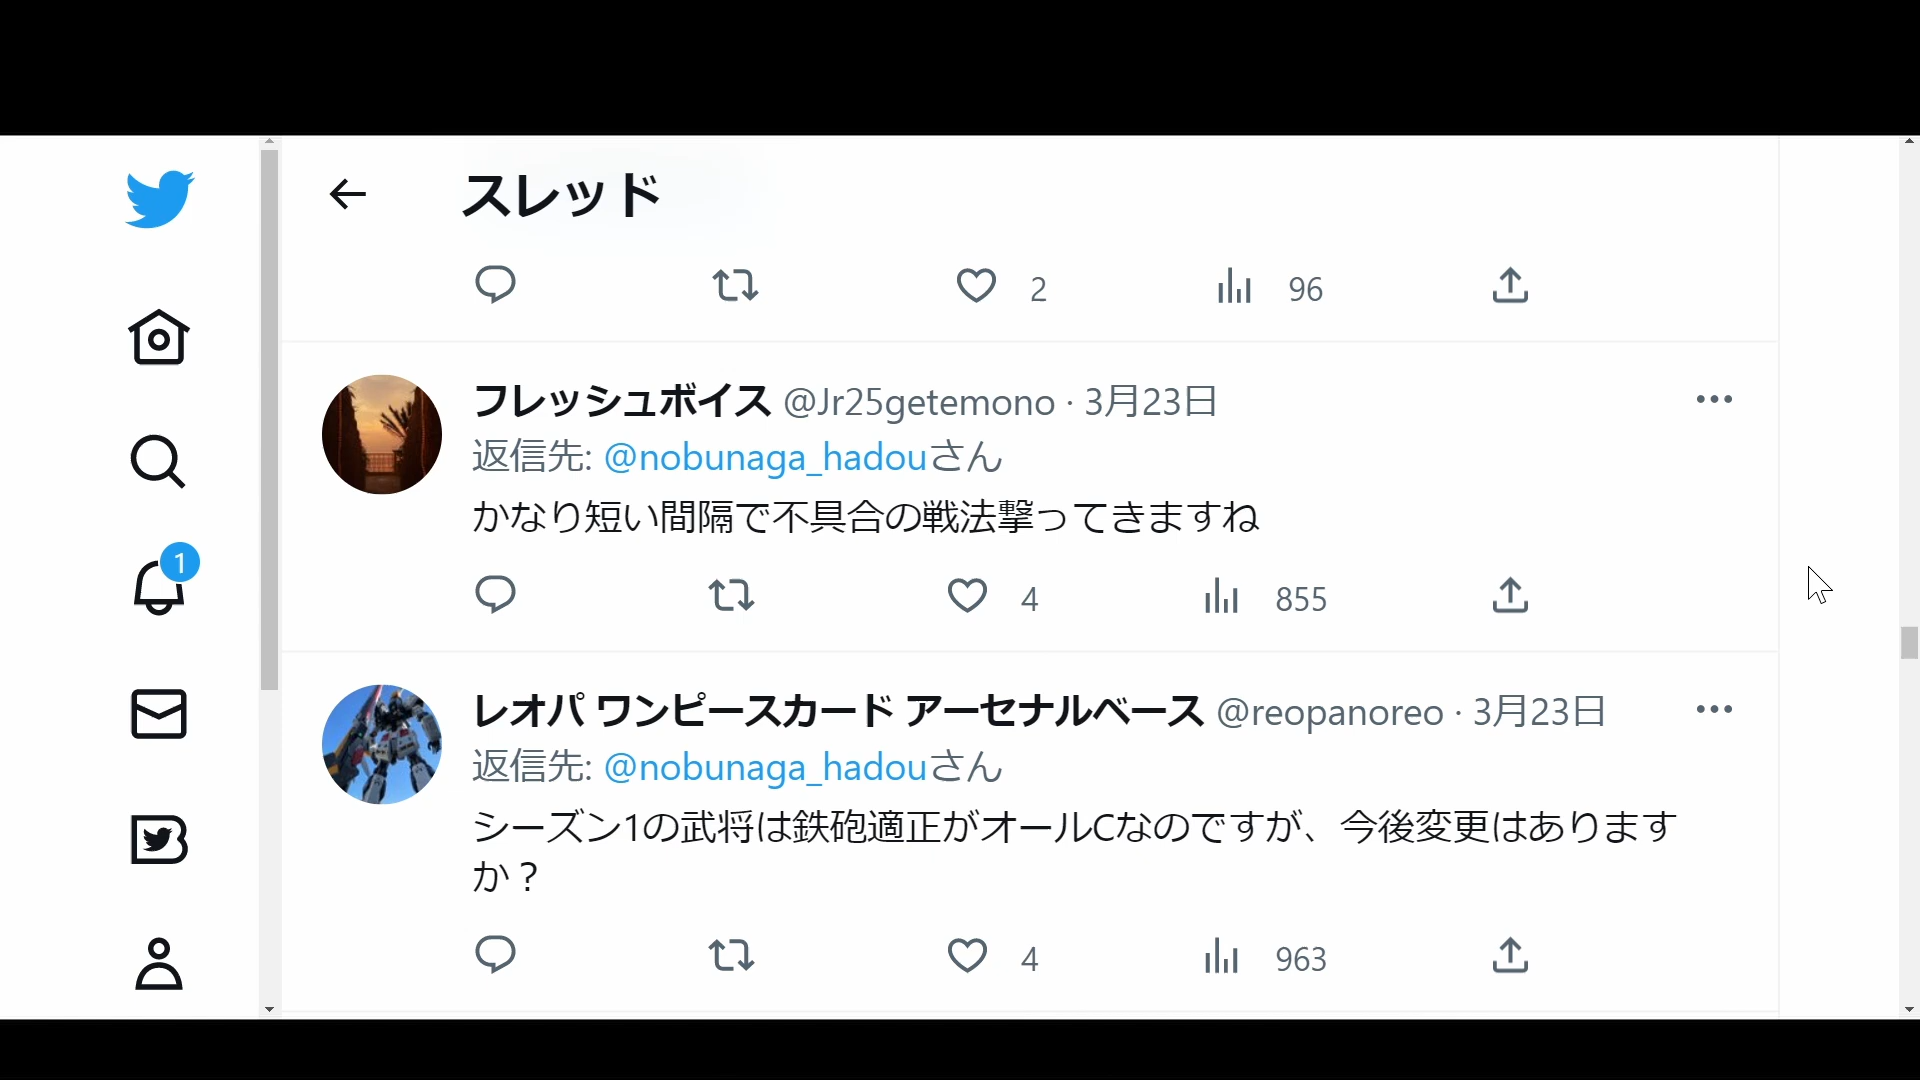 スレッド
2 96
フレッシュボイス @Jr25getemono · 3月23日
返信先: @nobunaga_hadouさん
かなり短い間隔で不具合の戦法撃ってきますね
1
4 855
レオパ ワンピースカード アーセナルベース @reopanoreo · 3月23日
返信先: @nobunaga_hadouさん
シーズン1の武将は鉄砲適正がオールCなのですが、今後変更はあります
か？
4 963